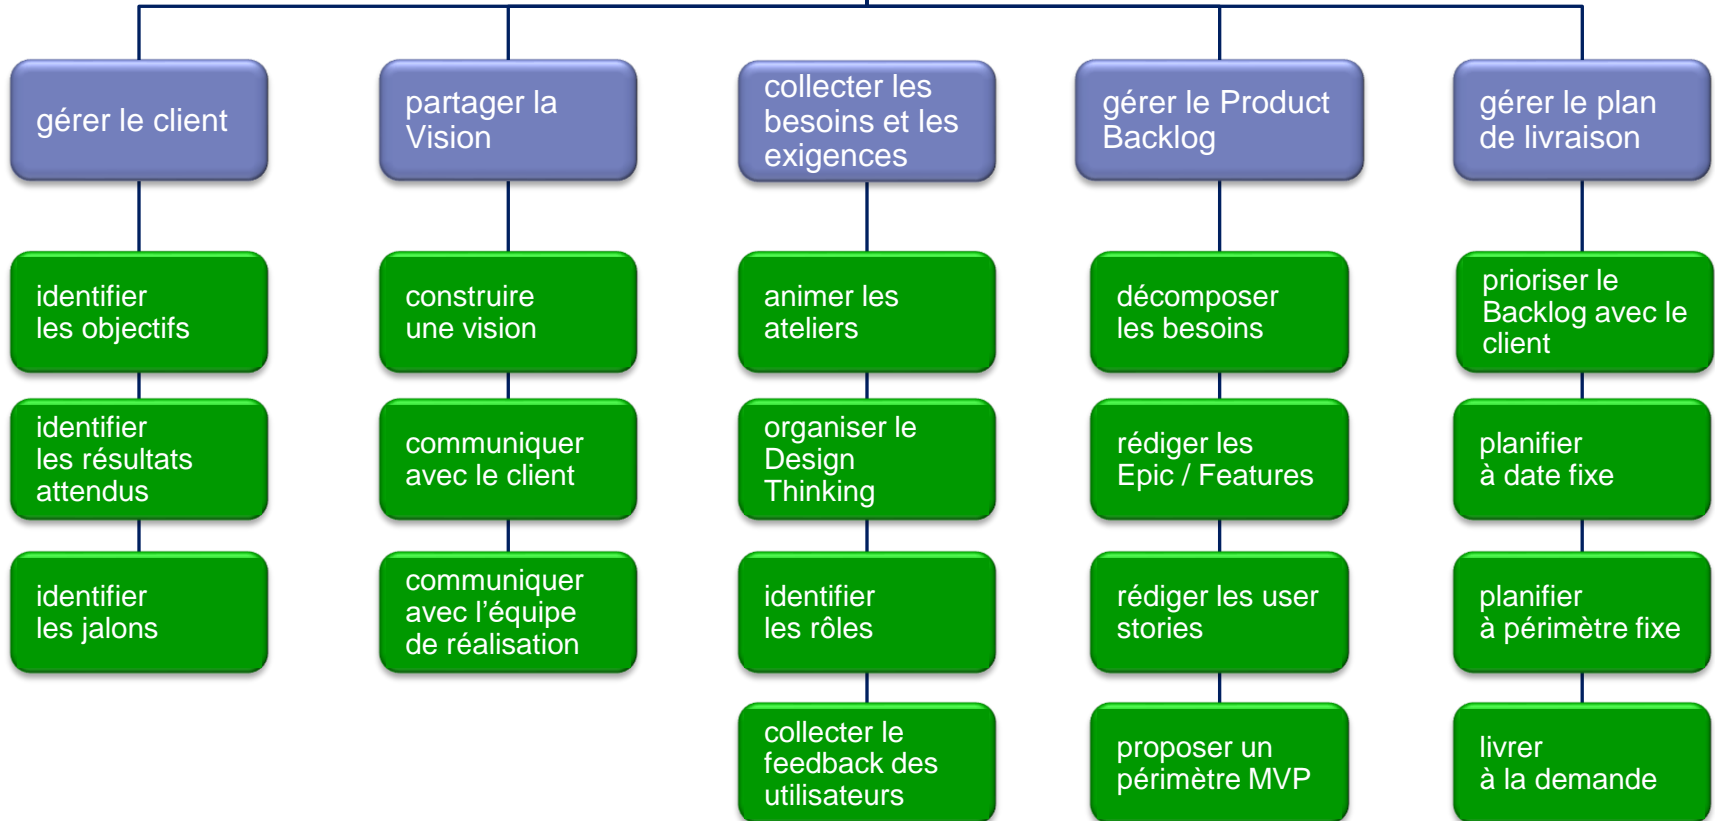 gérer le client
partager la
Vision
collecter les
besoins et les
exigences
gérer le Product
Backlog
gérer le plan
de livraison
identifier
les objectifs
construire
une vision
animer les
ateliers
décomposer
les besoins
prioriser le
Backlog avec le
client
identifier
les résultats
attendus
communiquer
avec le client
organiser le
Design
Thinking
rédiger les
Epic / Features
planifier
à date fixe
identifier
les jalons
communiquer
avec l’équipe
de réalisation
identifier
les rôles
rédiger les user
stories
planifier
à périmètre fixe
collecter le
feedback des
utilisateurs
proposer un
périmètre MVP
livrer
à la demande